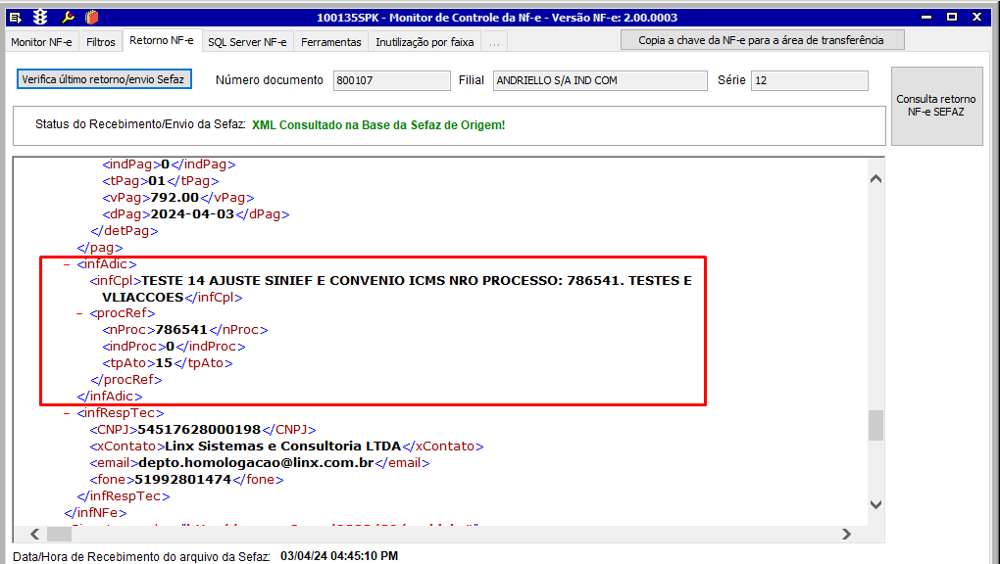 100135SPK - Monitor de Controle da Nf-e - Versão NF-e: 2.00.0003
Monitor NF-e Filtros Retorno NF-e SQL Server NF-e Ferramentas Inutilização por faixa ... Copia a chave da NF-e para a área de transferência
Verifica último retorno/envio Sefaz Número documento 800107 Filial ANDRIELLO S/A IND COM Série 12
Consulta retorno
NF-e SEFAZ
Status do Recebimento/Envio da Sefaz: XML Consultado na Base da Sefaz de Origem!
<indPag>0</indPag>
<tPag>01</tPag>
<vPag>792.00</vPag>
<dPag>2024-04-03</dPag>
</detPag>
</pag>
- <infAdic>
<infCpl>TESTE 14 AJUSTE SINIEF E CONVENIO ICMS NRO PROCESSO: 786541. TESTES E
VLIACCOES</infCpl>
- <procRef>
<nProc>786541</nProc>
<indProc>0</indProc>
<tpAto>15</tpAto>
</procRef>
</infAdic>
- <infRespTec>
<CNPJ>54517628000198</CNPJ>
<xContato>Linx Sistemas e Consultoria LTDA</xContato>
<email>depto.homologacao@linx.com.br</email>
<fone>51992801474</fone>
</infRespTec>
</infNFe>
Data/Hora de Recebimento do arquivo da Sefaz: 03/04/24 04:45:10 PM